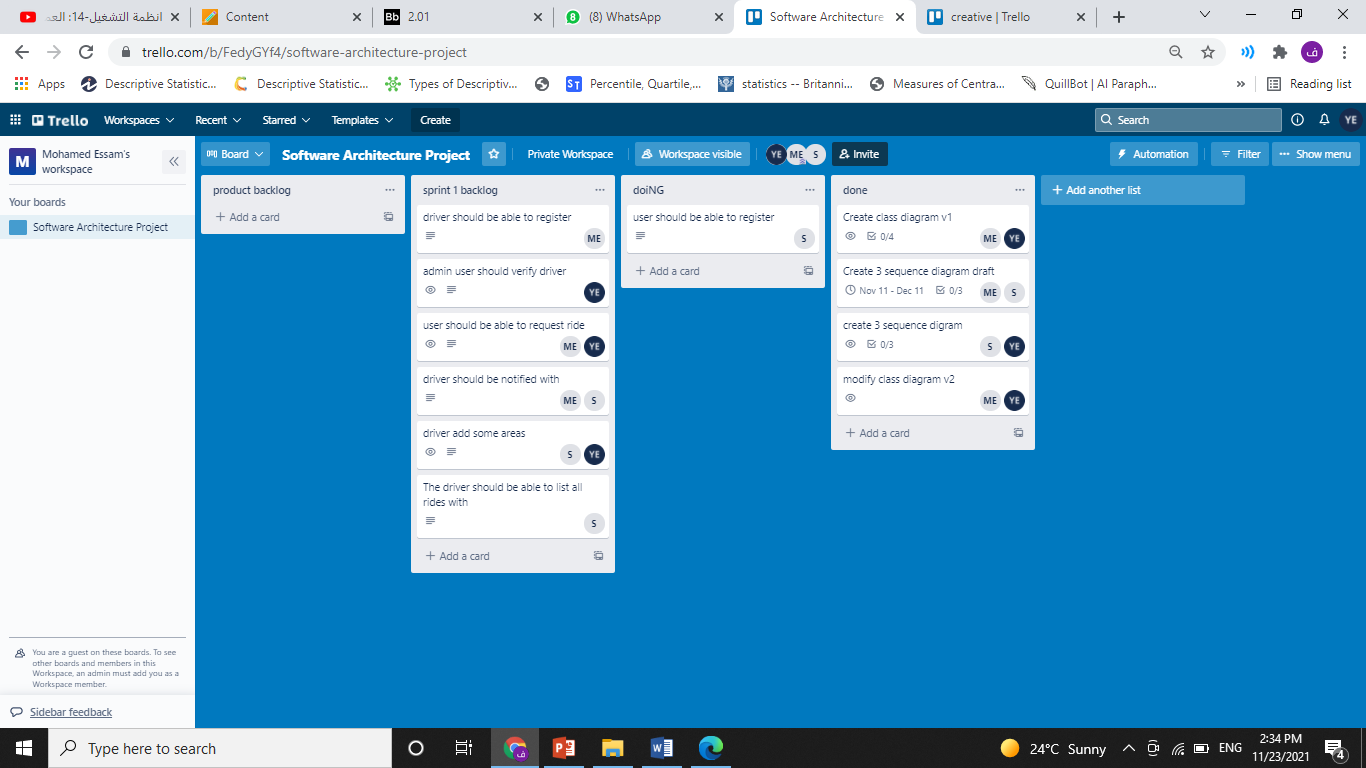 انظمة التشغيل-14: الع
Content
2.01
(8) WhatsApp
Software Architecture
creative | Trello
trello.com/b/FedyGYf4/software-architecture-project
Apps
Descriptive Statistic...
Descriptive Statistic...
Types of Descriptiv...
Percentile, Quartile,...
statistics -- Britanni...
Measures of Centra...
QuillBot | AI Paraph...
»
Reading list
Trello
Workspaces
Recent
Starred
Templates
Create
Search
YE
M
Mohamed Essam's
workspace
Your boards
Software Architecture Project
Board
Software Architecture Project
Private Workspace
Workspace visible
YE
ME
S
Invite
Automation
Filter
Show menu
product backlog
Add a card
sprint 1 backlog
driver should be able to register
ME
admin user should verify driver
YE
user should be able to request ride
ME YE
driver should be notified with
ME S
driver add some areas
S YE
The driver should be able to list all
rides with
S
Add a card
doiNG
user should be able to register
S
Add a card
done
Create class diagram v1
0/4 ME YE
Create 3 sequence diagram draft
Nov 11 - Dec 11 0/3 ME S
create 3 sequence digram
0/3 S YE
modify class diagram v2
ME YE
Add a card
Add another list
You are a guest on these boards. To see
other boards and members in this
Workspace, an admin must add you as a
Workspace member.
Sidebar feedback
Type here to search
24°C Sunny
ENG
2:34 PM
11/23/2021
4